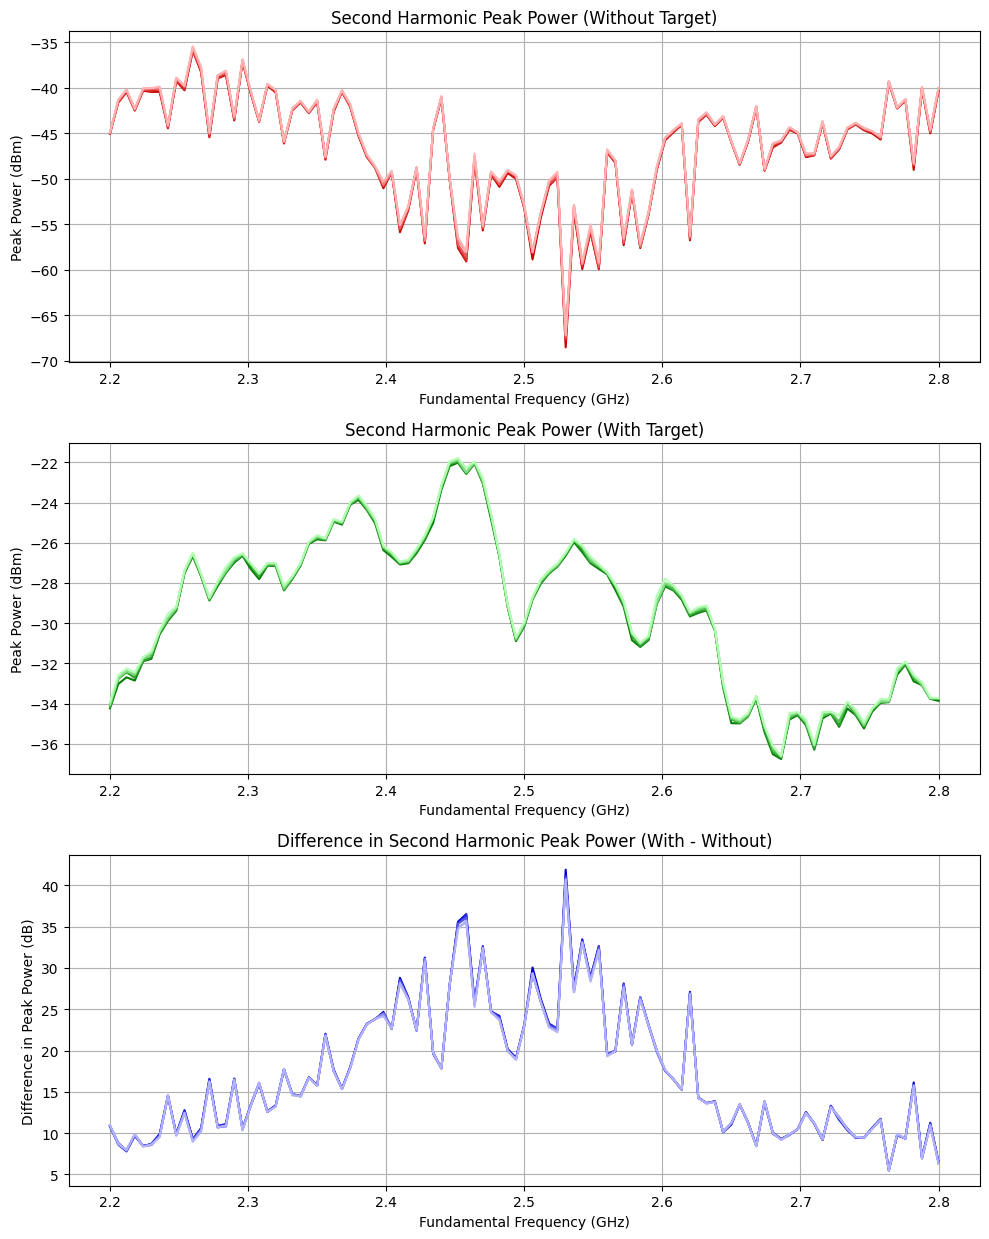 Second Harmonic Peak Power (Without Target)
Peak Power (dBm)
−35
−40
−45
−50
−55
−60
−65
−70
2.2 2.3 2.4 2.5 2.6 2.7 2.8
Fundamental Frequency (GHz)
Second Harmonic Peak Power (With Target)
Peak Power (dBm)
−22
−24
−26
−28
−30
−32
−34
−36
2.2 2.3 2.4 2.5 2.6 2.7 2.8
Fundamental Frequency (GHz)
Difference in Second Harmonic Peak Power (With - Without)
Difference in Peak Power (dB)
40
35
30
25
20
15
10
5
2.2 2.3 2.4 2.5 2.6 2.7 2.8
Fundamental Frequency (GHz)